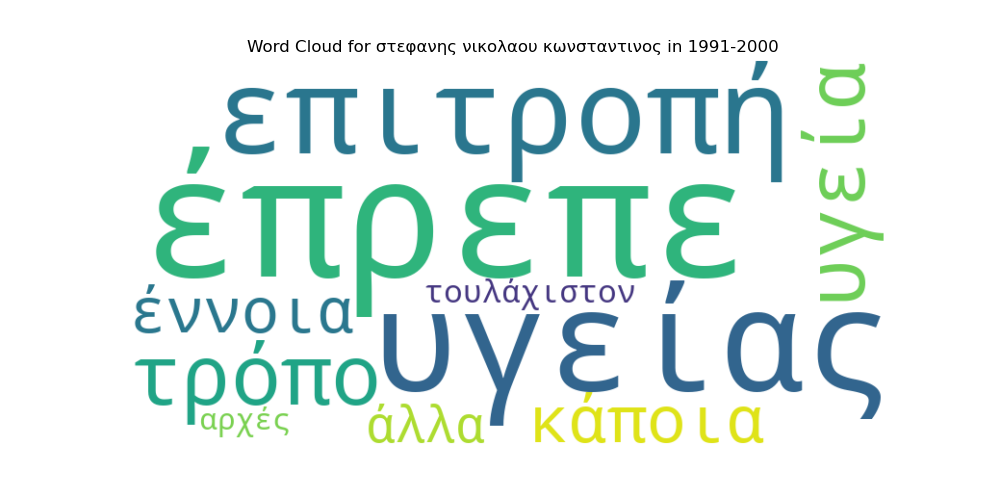 Word Cloud for στεφανης νικολαου κωνσταντινος in 1991-2000
επιτροπή
υγεία
έπρεπε
τουλάχιστον
έννοια
υγείας
τρόπο
αρχές
άλλα
κάποια